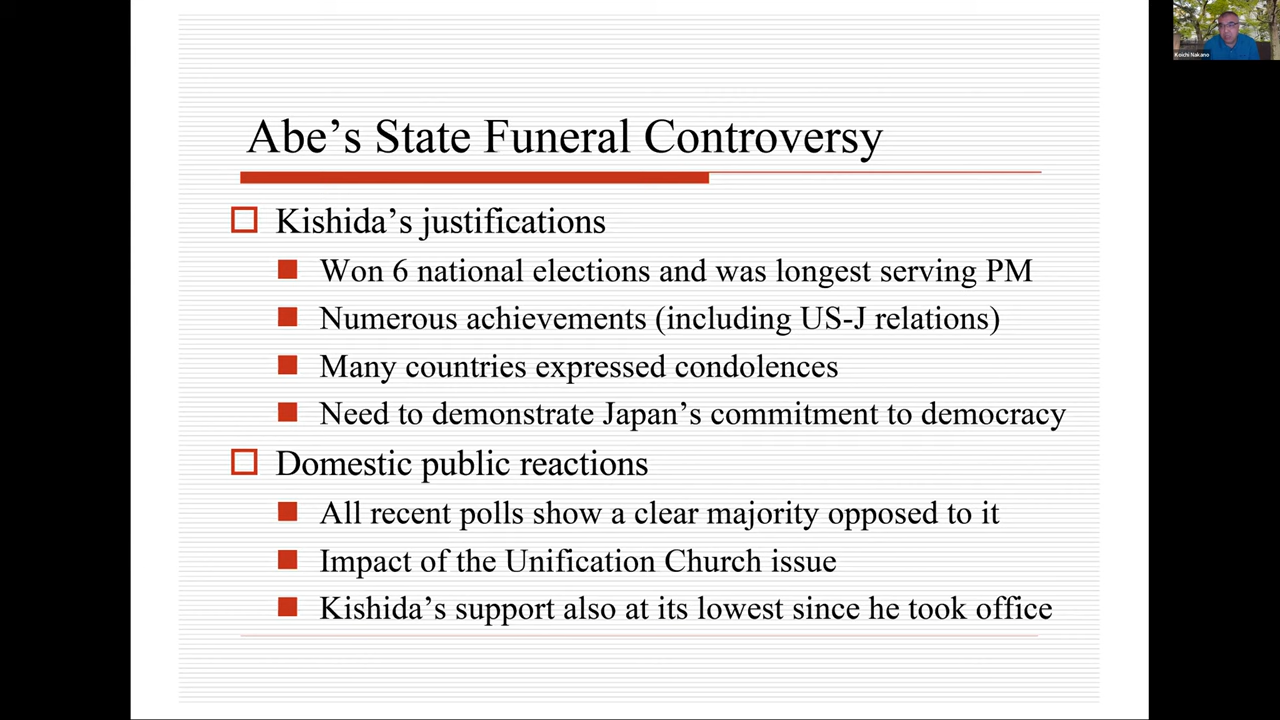 Abe’s State Funeral Controversy
Kishida’s justifications
Won 6 national elections and was longest serving PM
Numerous achievements (including US-J relations)
Many countries expressed condolences
Need to demonstrate Japan’s commitment to democracy
Domestic public reactions
All recent polls show a clear majority opposed to it
Impact of the Unification Church issue
Kishida’s support also at its lowest since he took office
Koichi Nakano